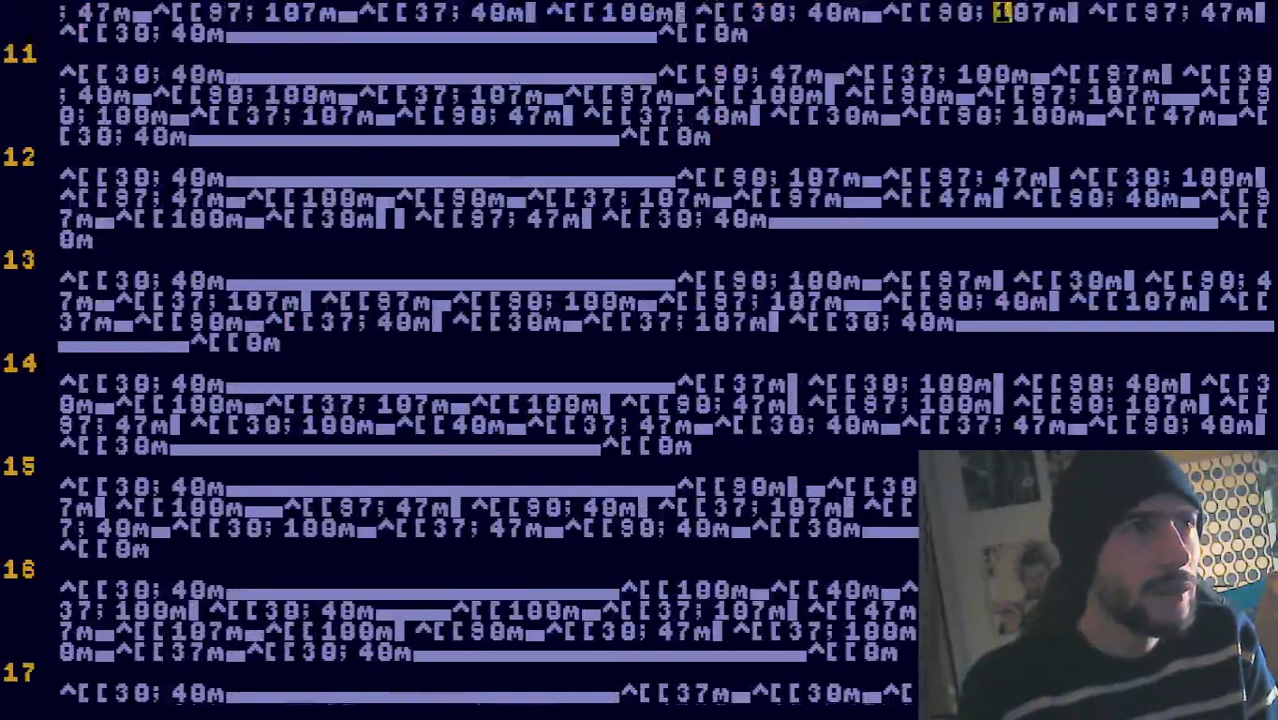 ;47m ^[[97;107m ^[[37;40m ^[[100m ^[[30;40m ^[[90;107m ^[[97;47m
^[[30;40m ^[[0m
11
^[[30;40m ^[[90;47m ^[[37;100m ^[[97m ^[[30
;40m ^[[90;100m ^[[37;107m ^[[97m ^[[100m ^[[90m ^[[97;107m ^[[9
0;100m ^[[37;107m ^[[90;47m ^[[37;40m ^[[30m ^[[90;100m ^[[47m ^[
[30;40m ^[[0m
12
^[[30;40m ^[[90;107m ^[[97;47m ^[[30;100m
^[[97;47m ^[[100m ^[[90m ^[[37;107m ^[[97m ^[[47m ^[[90;40m ^[[9
7m ^[[100m ^[[30m ^[[97;47m ^[[30;40m ^[[
0m
13
^[[30;40m ^[[90;100m ^[[97m ^[[30m ^[[90;4
7m ^[[37;107m ^[[97m ^[[90;100m ^[[97;107m ^[[90;40m ^[[107m ^[[
37m ^[[90m ^[[37;40m ^[[30m ^[[37;107m ^[[30;40m
^[[0m
14
^[[30;40m ^[[37m ^[[30;100m ^[[90;40m ^[[3
0m ^[[100m ^[[37;107m ^[[100m ^[[90;47m ^[[97;100m ^[[90;107m ^[[
97;47m ^[[30;100m ^[[40m ^[[37;47m ^[[30;40m ^[[37;47m ^[[90;40m
^[[30m ^[[0m
15
^[[30;40m ^[[90m ^[[30
7m ^[[100m ^[[97;47m ^[[90;40m ^[[37;107m
7;40m ^[[30;100m ^[[37;47m ^[[90;40m ^[[30m
^[[0m
16
^[[30;40m ^[[100m ^[[40m ^[
37;100m ^[[30;40m ^[[100m ^[[37;107m ^[[47m
7m ^[[107m ^[[100m ^[[90m ^[[30;47m ^[[37;100m
0m ^[[37m ^[[30;40m ^[[0m
17
^[[30;40m ^[[37m ^[[30m ^[